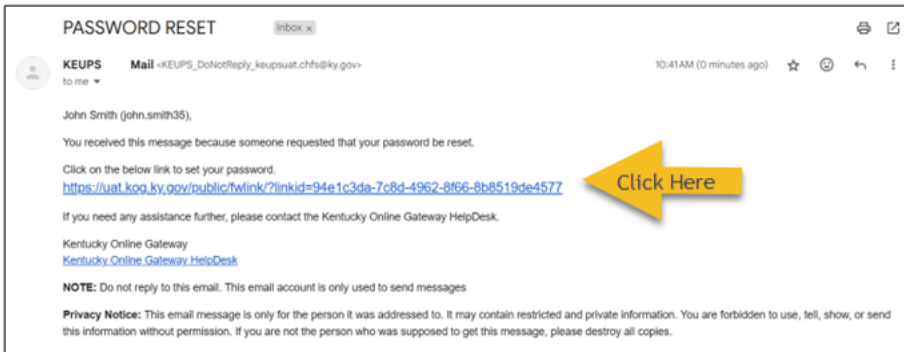 PASSWORD RESET Inbox x
KEUPS Mail <KEUPS_DoNotReply_keupsuat.chfs@ky.gov> 10:41 AM (0 minutes ago)
to me
John Smith (john.smith35),
You received this message because someone requested that your password be reset.
Click on the below link to set your password.
https://uat.kog.ky.gov/public/fwlink/?linkid=94e1c3da-7c8d-4962-8f66-8b8519de4577
Click Here
If you need any assistance further, please contact the Kentucky Online Gateway HelpDesk.
Kentucky Online Gateway
Kentucky Online Gateway HelpDesk
NOTE: Do not reply to this email. This email account is only used to send messages
Privacy Notice: This email message is only for the person it was addressed to. It may contain restricted and private information. You are forbidden to use, tell, show, or send
this information without permission. If you are not the person who was supposed to get this message, please destroy all copies.